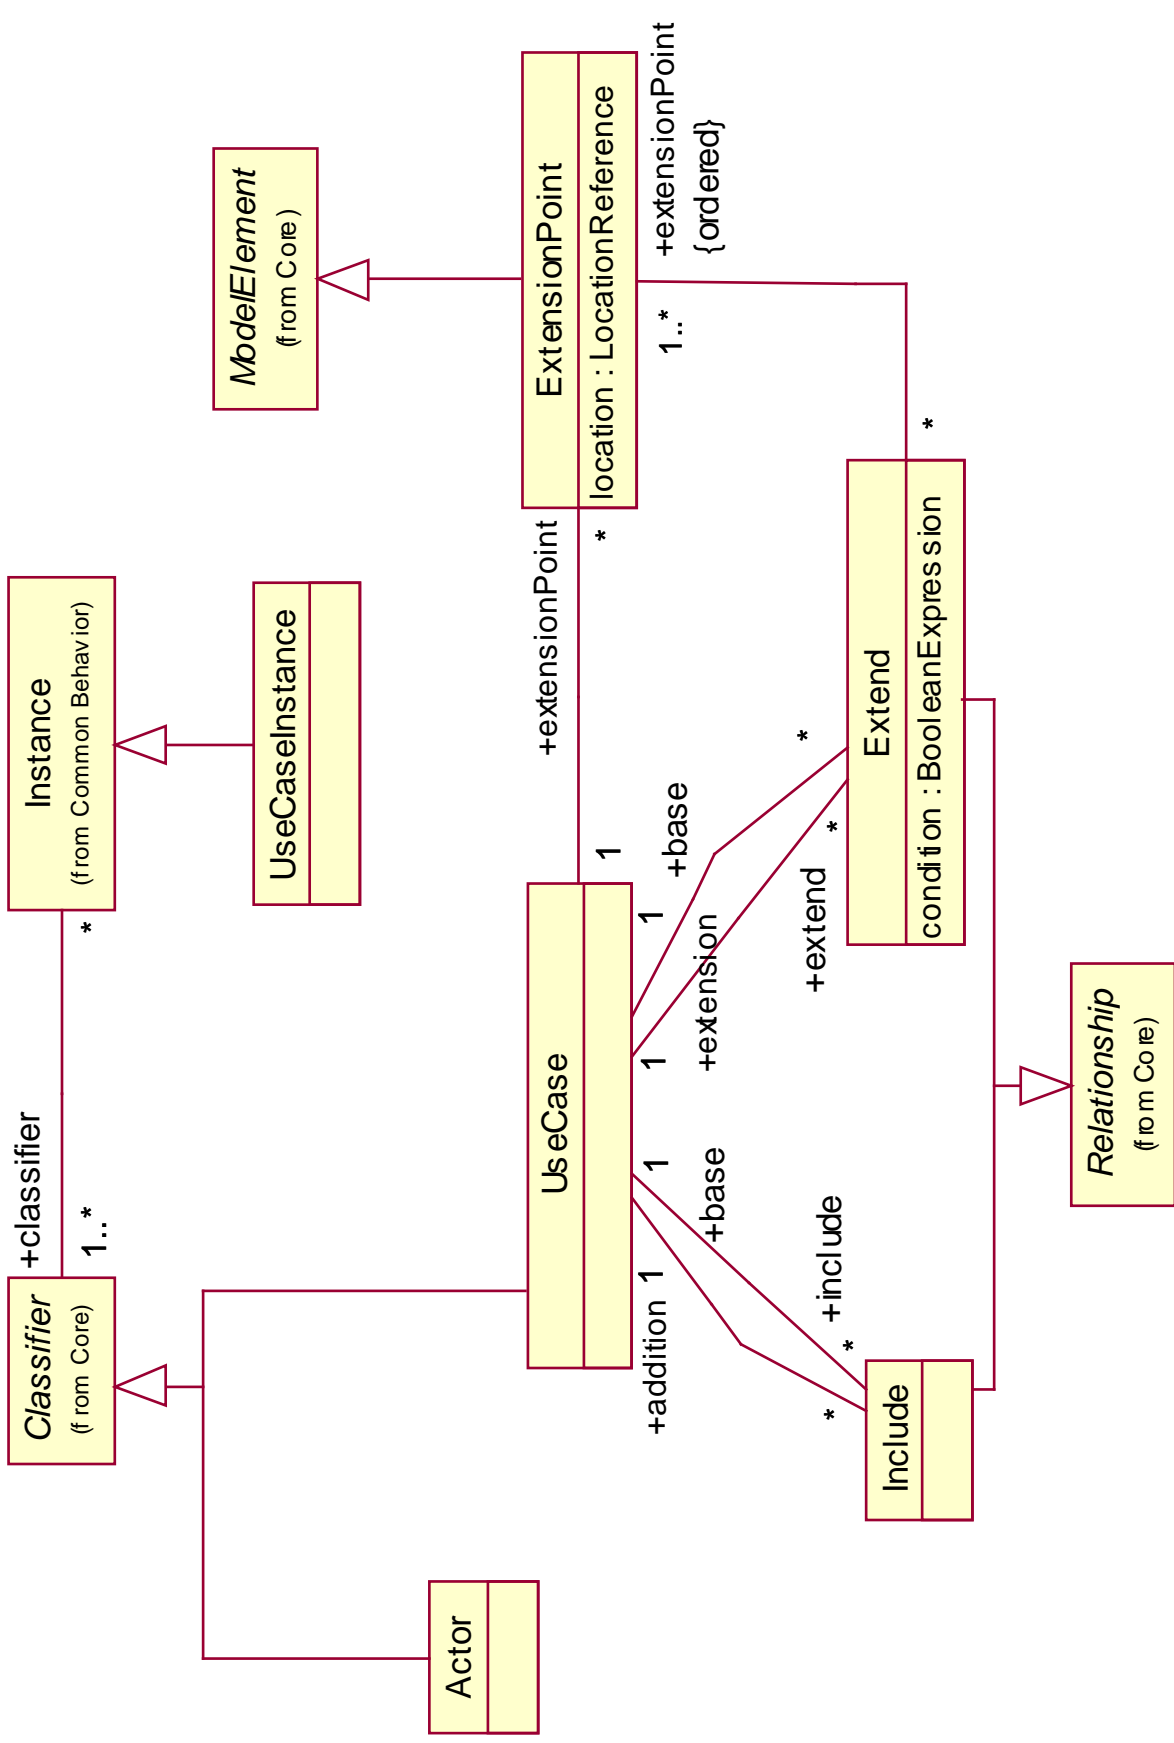 Classifier
(from Core)
+classifier
1..*
*
Instance
(from Common Behavior)
UseCaseInstance
ModelElement
(from Core)
Actor
UseCase
1
+extensionPoint
*
ExtensionPoint
location : LocationReference
+extensionPoint
{ordered}
1..*
*
+addition
1
*
1
+base
+include
*
1
+extension
+extend
*
1
+base
*
Include
Extend
condition : BooleanExpression
Relationship
(from Core)